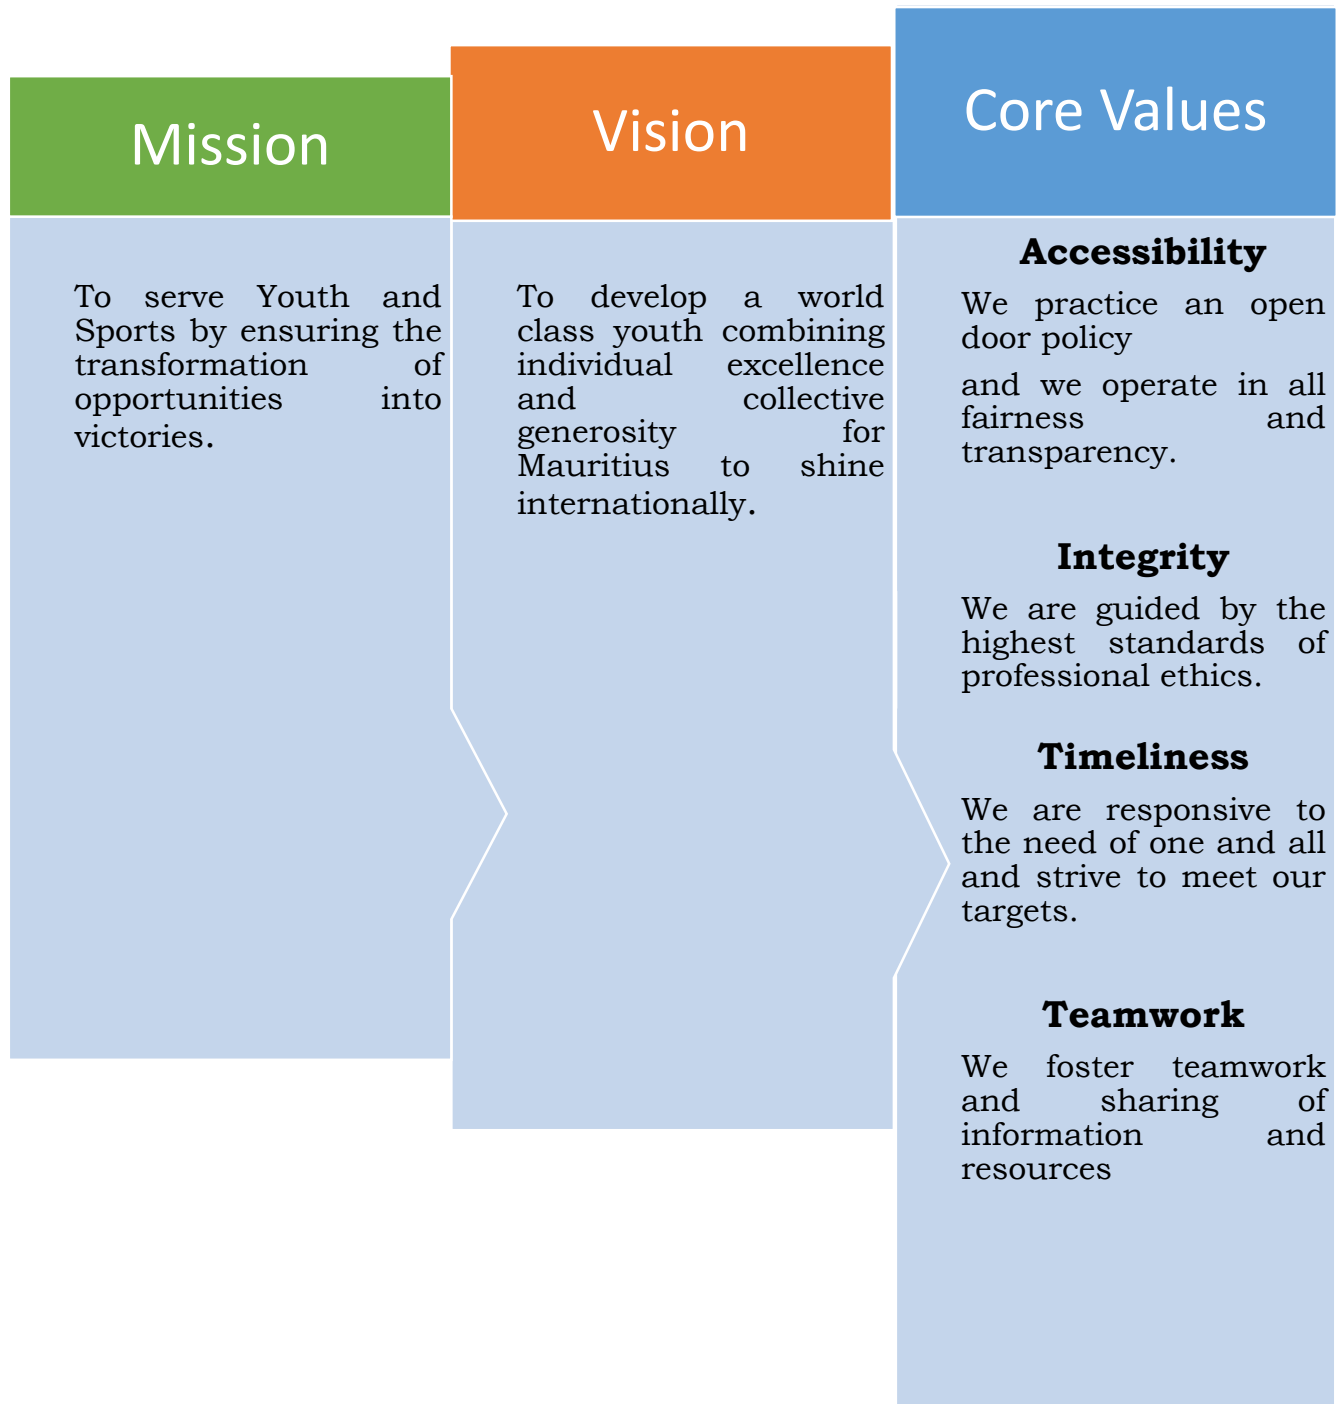 Mission
To serve Youth and
Sports by ensuring the
transformation of
opportunities into
victories.
Vision
To develop a world
class youth combining
individual excellence
and collective
generosity for
Mauritius to shine
internationally.
Core Values
Accessibility
We practice an open
door policy
and we operate in all
fairness and
transparency.
Integrity
We are guided by the
highest standards of
professional ethics.
Timeliness
We are responsive to
the need of one and all
and strive to meet our
targets.
Teamwork
We foster teamwork
and sharing of
information and
resources